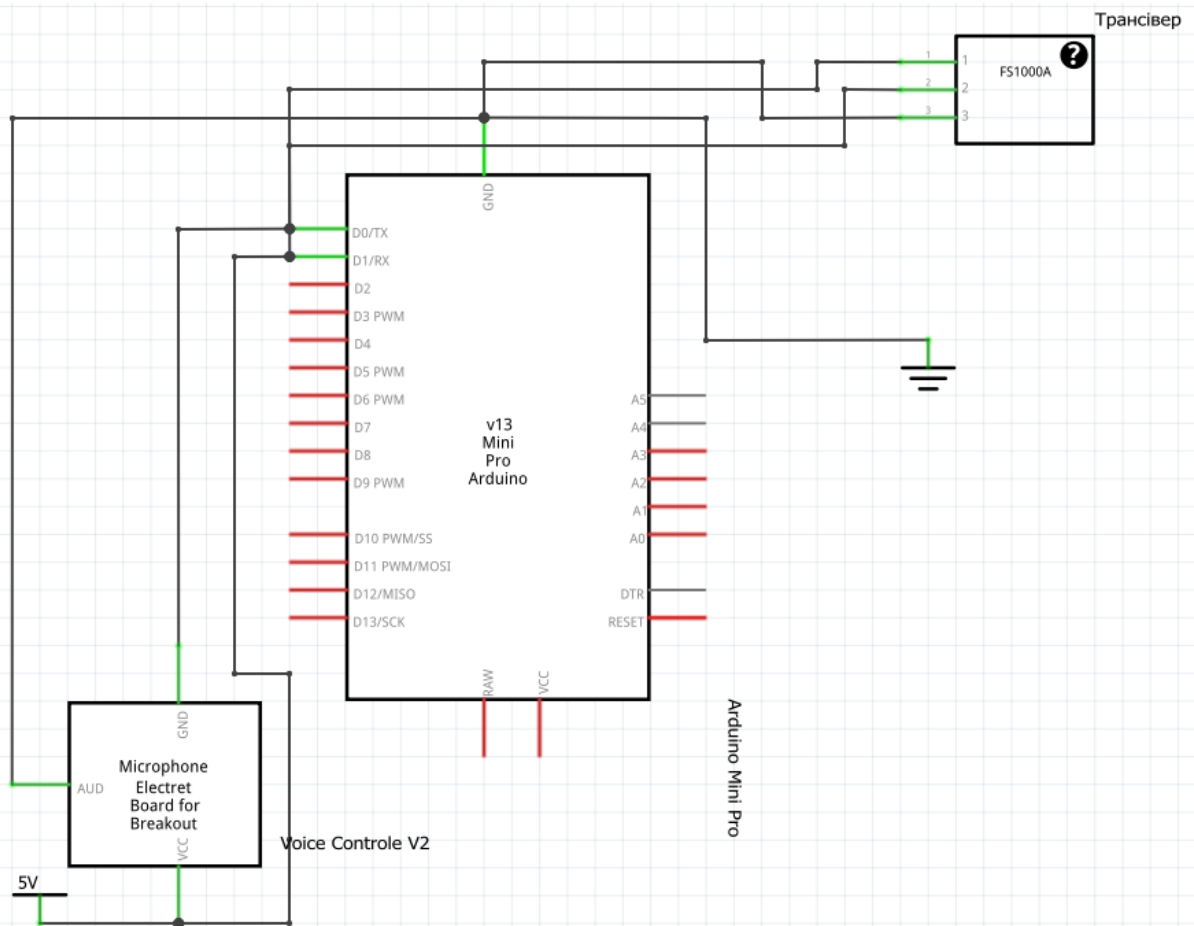 Трансівер
1
1
FS1000A
?
2
2
3
3
GND
D0/TX
D1/RX
D2
D3 PWM
D4
D5 PWM
D6 PWM
D7
D8
D9 PWM
D10 PWM/SS
D11 PWM/MOSI
D12/MISO
D13/SCK
v13
Mini
Pro
Arduino
A5
A4
A3
A2
A1
A0
DTR
RESET
RAW
VCC
Arduino Mini Pro
GND
Microphone
Electret
Board for
Breakout
AUD
VCC
Voice Controle V2
5V